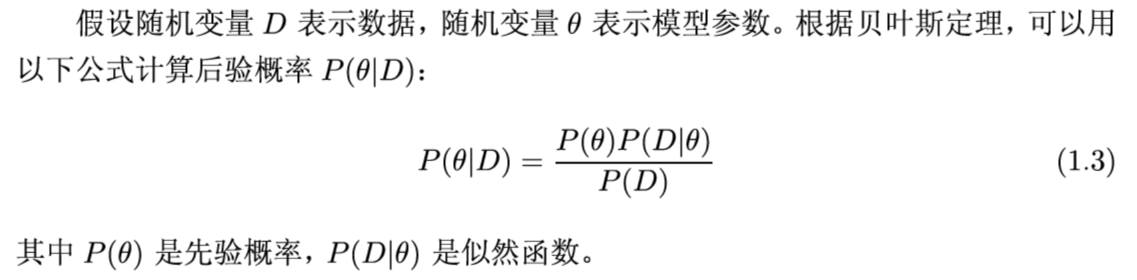 假设随机变量 D 表示数据，随机变量 θ 表示模型参数。根据贝叶斯定理，可以用
以下公式计算后验概率 P(θ|D)：
P(θ|D) = \frac{P(θ)P(D|θ)}{P(D)} (1.3)
其中 P(θ) 是先验概率，P(D|θ) 是似然函数。